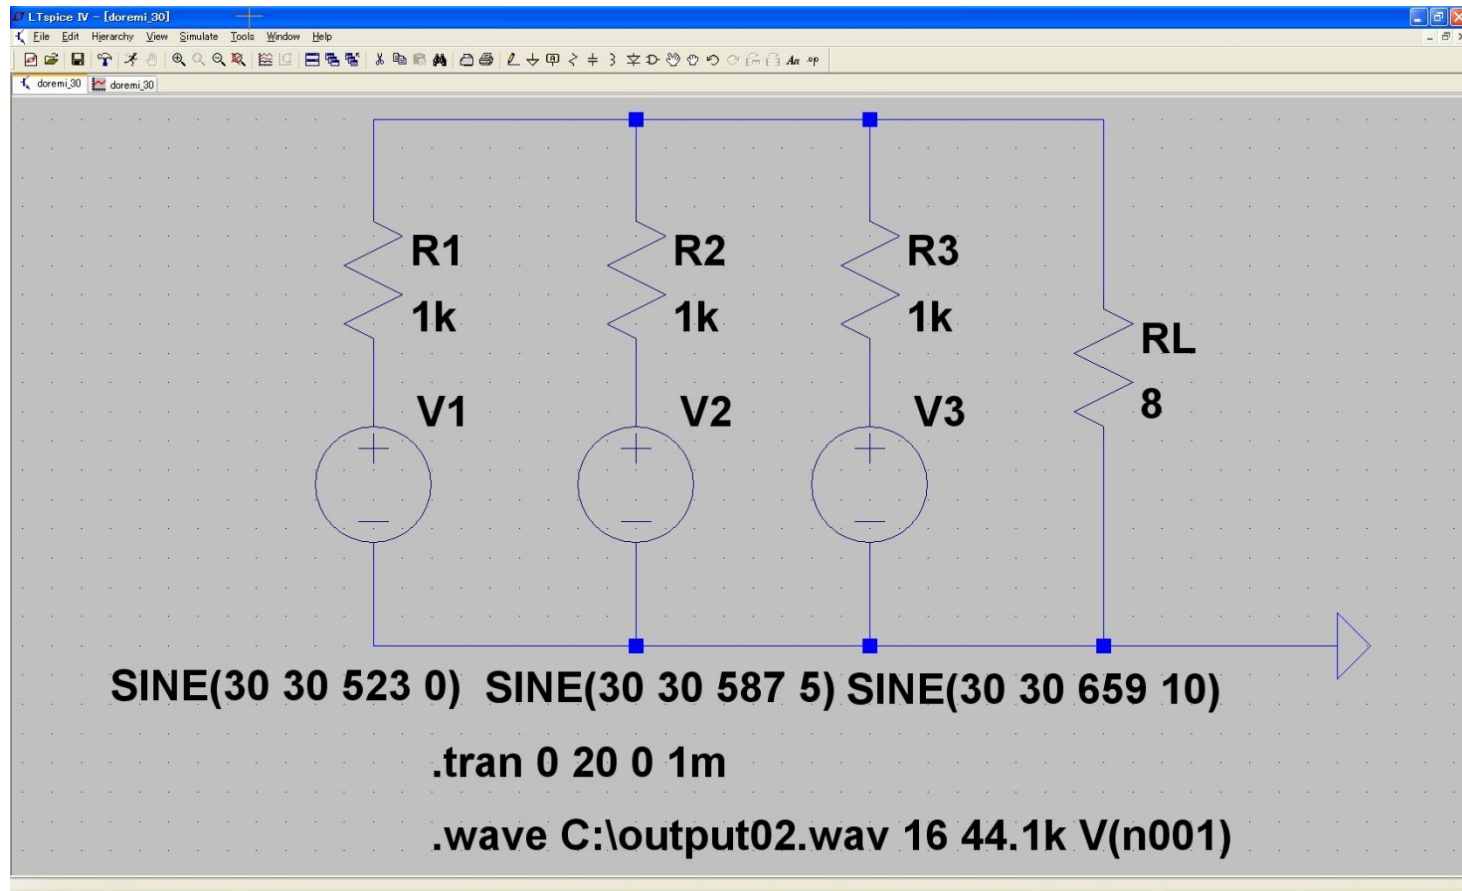 LTspice IV - [doremi_30]
File Edit Hierarchy View Simulate Tools Window Help
Aa .op
doremi_30 doremi_30
R1 R2 R3
1k 1k 1k
RL
8
V1 V2 V3
SINE(30 30 523 0) SINE(30 30 587 5) SINE(30 30 659 10)
.tran 0 20 0 1m
.wave C:\output02.wav 16 44.1k V(n001)